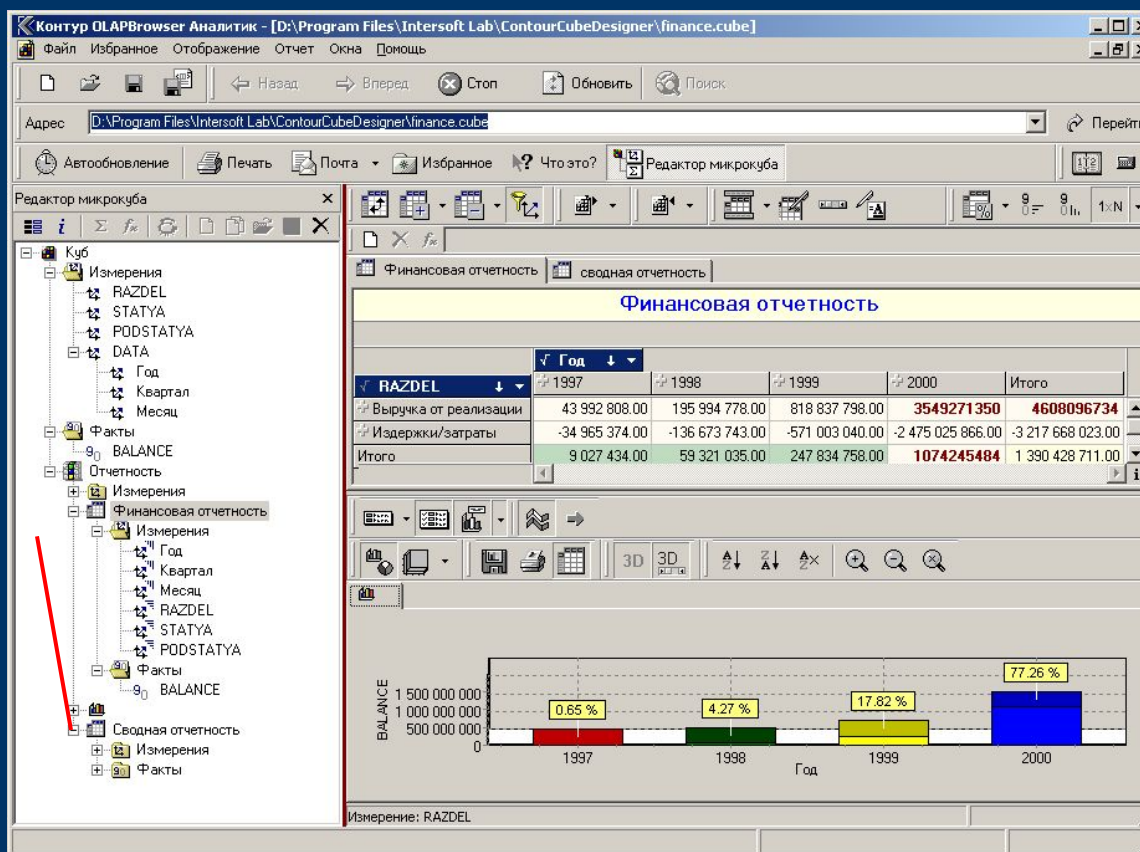 Контур OLAPBrowser Аналитик - [D:\Program Files\Intersoft Lab\ContourCubeDesigner\finance.cube]
Файл Избранное Отображение Отчет Окна Помощь
Назад Вперед Стоп Обновить Поиск
Адрес D:\Program Files\Intersoft Lab\ContourCubeDesigner\finance.cube Перейти
Автообновление Печать Почта Избранное Что это? Редактор микрокуба
Редактор микрокуба
Куб
Измерения
RAZDEL
STATYA
PODSTATYA
DATA
Год
Квартал
Месяц
Факты
BALANCE
Отчетность
Измерения
Финансовая отчетность
Измерения
Год
Квартал
Месяц
RAZDEL
STATYA
PODSTATYA
Факты
BALANCE
Сводная отчетность
Измерения
Факты
1×N
Финансовая отчетность сводная отчетность
Финансовая отчетность
Год
RAZDEL 1997 1998 1999 2000 Итого
Выручка от реализации 43 992 808.00 195 994 778.00 818 837 798.00 3549271350 4608096734
Издержки/затраты -34 965 374.00 -136 673 743.00 -571 003 040.00 -2 475 025 866.00 -3 217 668 023.00
Итого 9 027 434.00 59 321 035.00 247 834 758.00 1074245484 1 390 428 711.00
3D 3D
BALANCE
1 500 000 000
1 000 000 000
500 000 000
0
0.65 % 4.27 % 17.82 % 77.26 %
1997 1998 1999 2000
Год
Измерение: RAZDEL